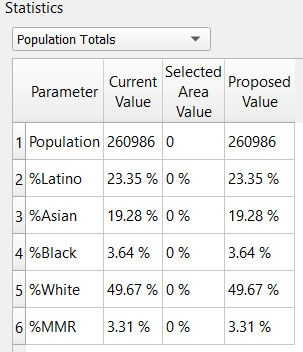 Statistics
Population Totals
Parameter Current Value Selected Area Value Proposed Value
1 Population 260986 0 260986
2 %Latino 23.35 % 0 % 23.35 %
3 %Asian 19.28 % 0 % 19.28 %
4 %Black 3.64 % 0 % 3.64 %
5 %White 49.67 % 0 % 49.67 %
6 %MMR 3.31 % 0 % 3.31 %